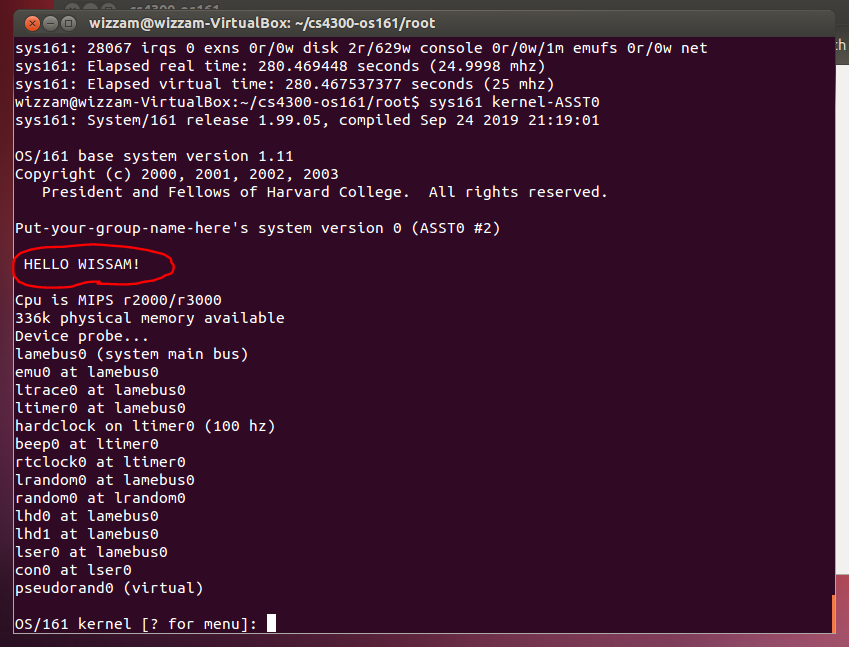 cs4300-os161
wizzam@wizzam-VirtualBox: ~/cs4300-os161/root
sys161: 28067 irqs 0 exns 0r/0w disk 2r/629w console 0r/0w/1m emufs 0r/0w net
sys161: Elapsed real time: 280.469448 seconds (24.9998 mhz)
sys161: Elapsed virtual time: 280.467537377 seconds (25 mhz)
wizzam@wizzam-VirtualBox:~/cs4300-os161/root$ sys161 kernel-ASST0
sys161: System/161 release 1.99.05, compiled Sep 24 2019 21:19:01
OS/161 base system version 1.11
Copyright (c) 2000, 2001, 2002, 2003
President and Fellows of Harvard College.  All rights reserved.
Put-your-group-name-here's system version 0 (ASST0 #2)
HELLO WISSAM!
Cpu is MIPS r2000/r3000
336k physical memory available
Device probe...
lamebus0 (system main bus)
emu0 at lamebus0
ltrace0 at lamebus0
ltimer0 at lamebus0
hardclock on ltimer0 (100 hz)
beep0 at ltimer0
rtclock0 at ltimer0
lrandom0 at lamebus0
random0 at lrandom0
lhd0 at lamebus0
lhd1 at lamebus0
lser0 at lamebus0
con0 at lser0
pseudorand0 (virtual)
OS/161 kernel [? for menu]: